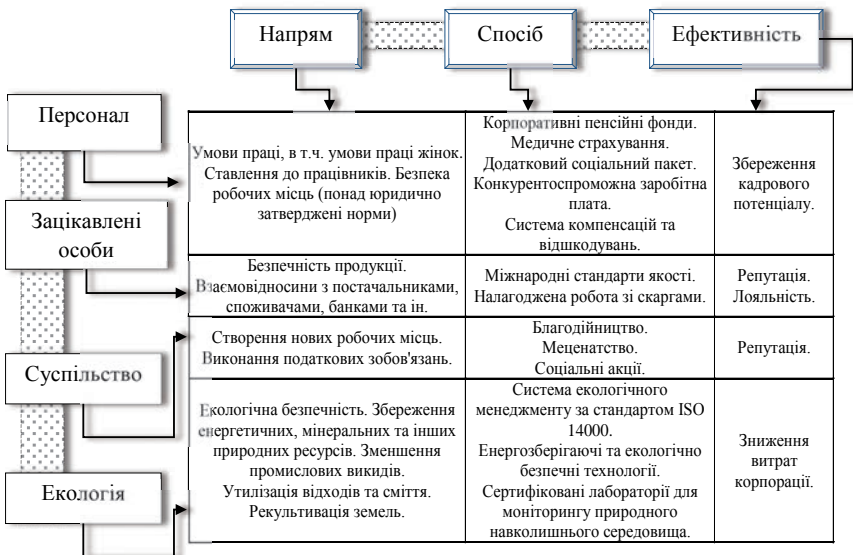 Напрям
Спосіб
Ефективність
Персонал
Умови праці, в т.ч. умови праці жінок.
Ставлення до працівників. Безпека
робочих місць (понад юридично
затверджені норми)
Корпоративні пенсійні фонди.
Медичне страхування.
Додатковий соціальний пакет.
Конкурентоспроможна заробітна
плата.
Система компенсацій та
відшкодувань.
Збереження
кадрового
потенціалу.
Зацікавлені
особи
Безпечність продукції.
Взаємовідносини з постачальниками,
споживачами, банками та ін.
Міжнародні стандарти якості.
Налагоджена робота зі скаргами.
Репутація.
Лояльність.
Суспільство
Створення нових робочих місць.
Виконання податкових зобов'язань.
Благодійництво.
Меценатство.
Соціальні акції.
Репутація.
Екологія
Екологічна безпечність. Збереження
енергетичних, мінеральних та інших
природних ресурсів. Зменшення
промислових викидів.
Утилізація відходів та сміття.
Рекультивація земель.
Система екологічного
менеджменту за стандартом ISO
14000.
Енергозберігаючі та екологічно
безпечні технології.
Сертифіковані лабораторії для
моніторингу природного
навколишнього середовища.
Зниження
витрат
корпорації.